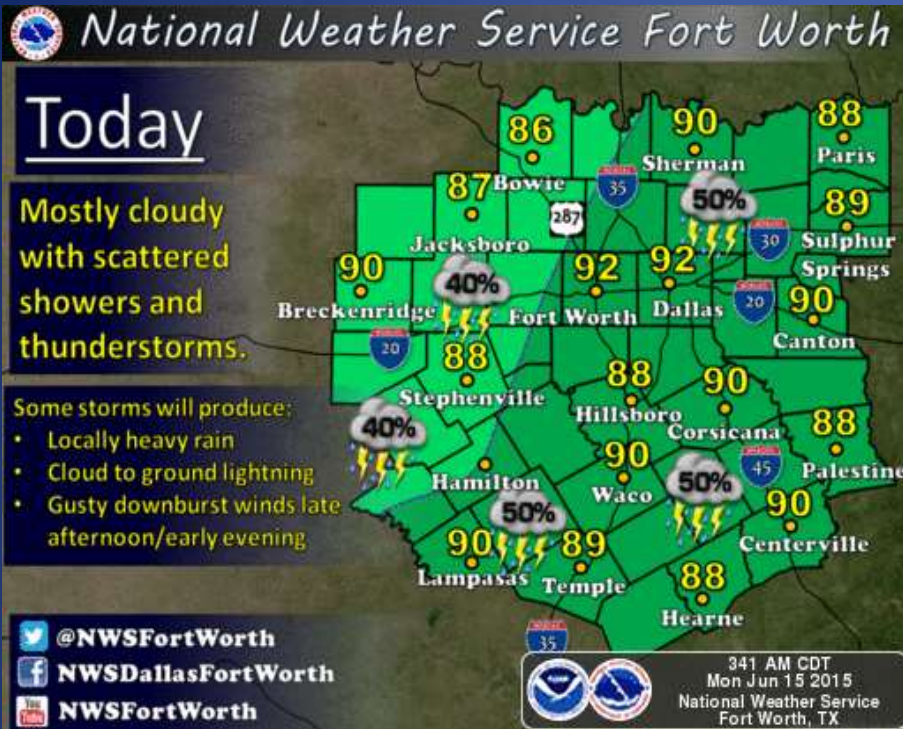 National Weather Service Fort Worth
Today
Mostly cloudy
with scattered
showers and
thunderstorms.
Some storms will produce:
• Locally heavy rain
• Cloud to ground lightning
• Gusty downburst winds late
afternoon/early evening
86
Bowie
90
Sherman
88
Paris
87
Jacksboro
35
287
50%
30
89
Sulphur
Springs
90
Breckenridge
40%
92
Fort Worth
92
Dallas
20
90
Canton
20
88
Stephenville
88
Hillsboro
90
Corsicana
40%
Hamilton
90
Waco
50%
45
88
Palestine
50%
90
Lampasas
89
Temple
90
Centerville
88
Hearne
35
@NWSFortWorth
NWSDallasFortWorth
You
Tube
NWSFortWorth
341 AM CDT
Mon Jun 15 2015
National Weather Service
Fort Worth, TX